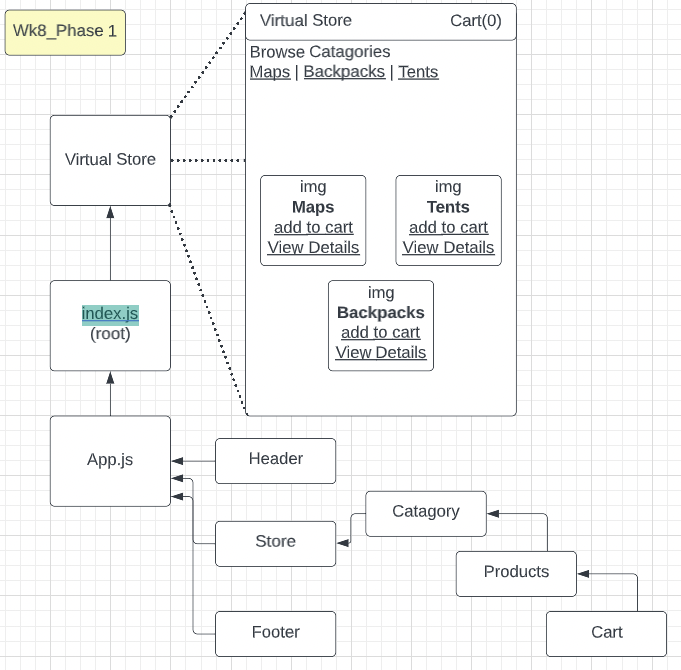 Wk8_Phase 1
Virtual Store Cart(0)
Browse Catagories
Maps | Backpacks | Tents
Virtual Store
img
Maps
add to cart
View Details
img
Tents
add to cart
View Details
img
Backpacks
add to cart
View Details
index.js
(root)
App.js
Header
Store
Footer
Catagory
Products
Cart